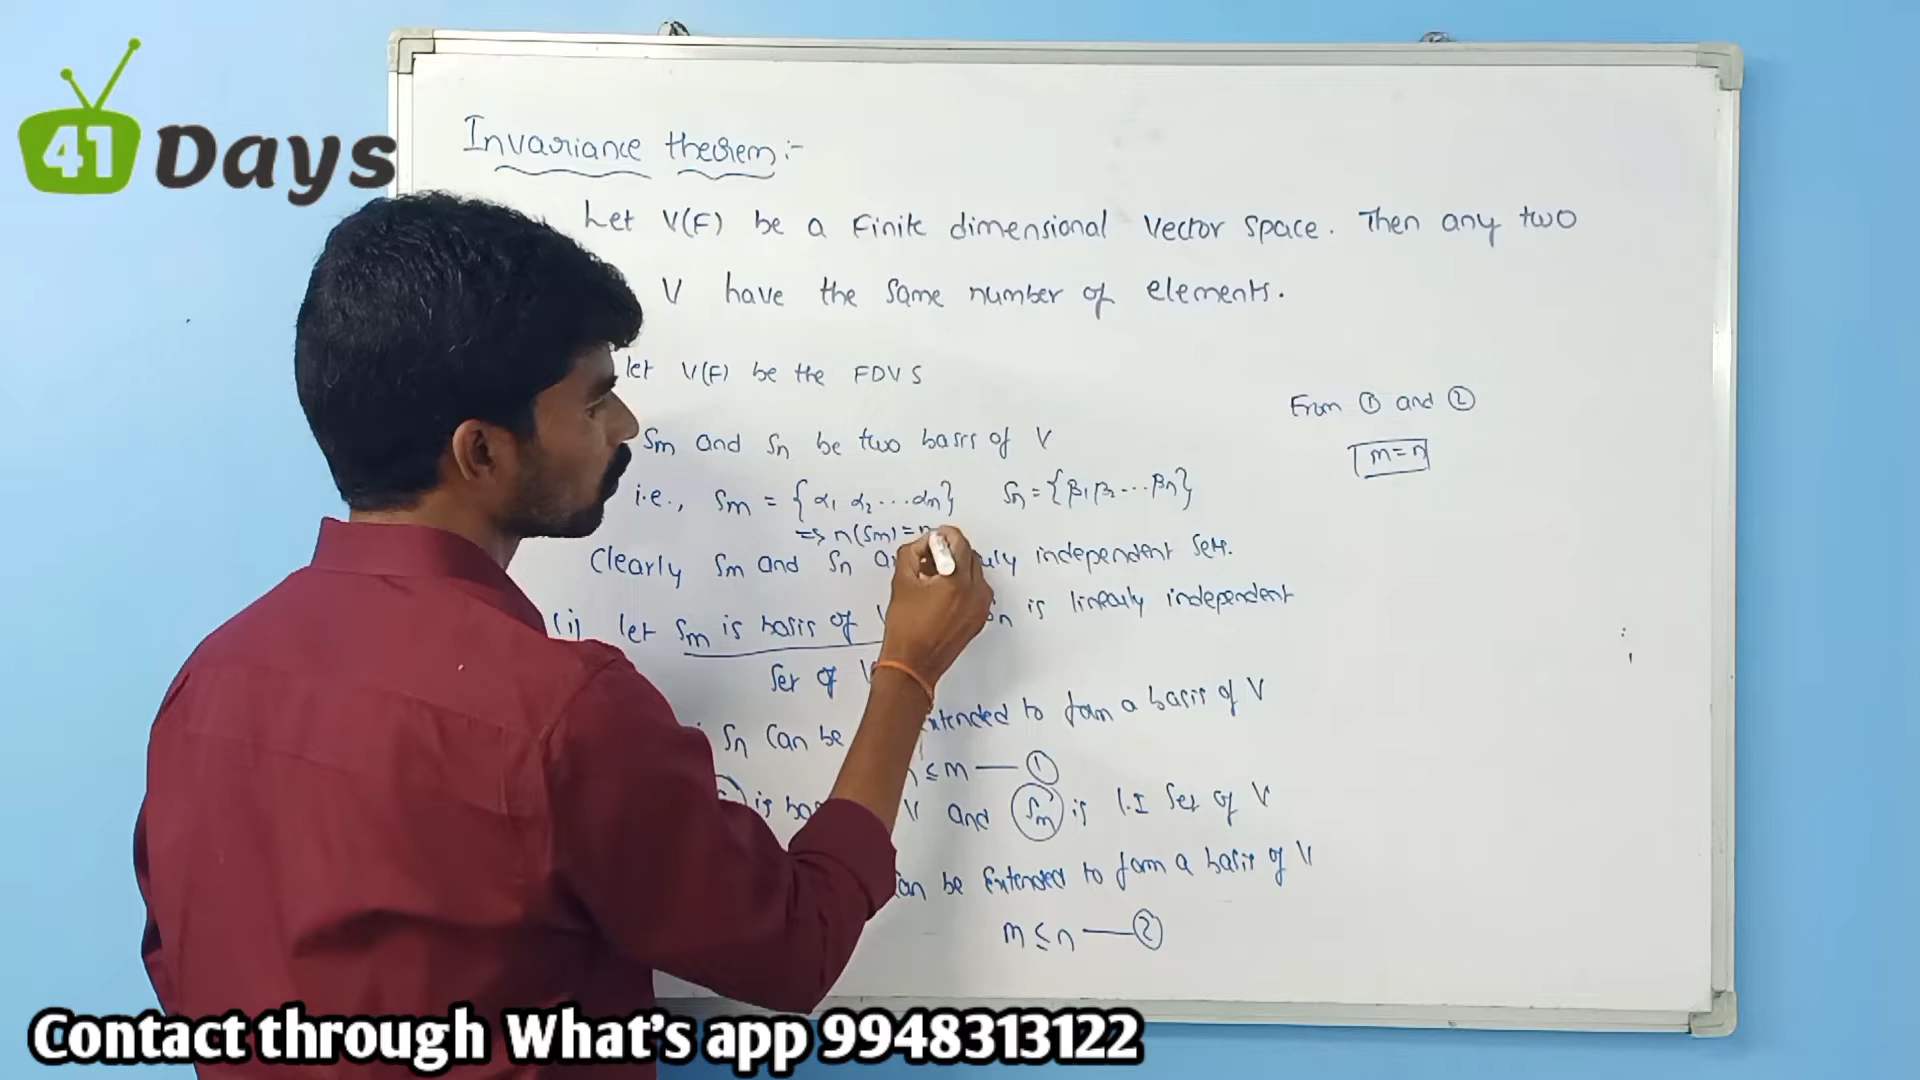 41 Days
Invariance theorem:-
Let V(F) be a Finite dimensional Vector space. Then any two
V have the same number of elements.
let V(F) be the FDVS
Sm and Sn be two basis of V
i.e., Sm = {α1 α2 ... αm} Sn = {β1 β2 ... βn}
=> n(Sm) =
Clearly Sm and Sn independent sets.
(i) let Sm is basis of is linearly independent
set of V
Sn can be extended to form a basis of V
≤ m — ①
is V and Sm is L.I set of V
can be extended to form a basis of V
m ≤ n — ②
From ① and ②
m = n
Contact through What's app 9948313122